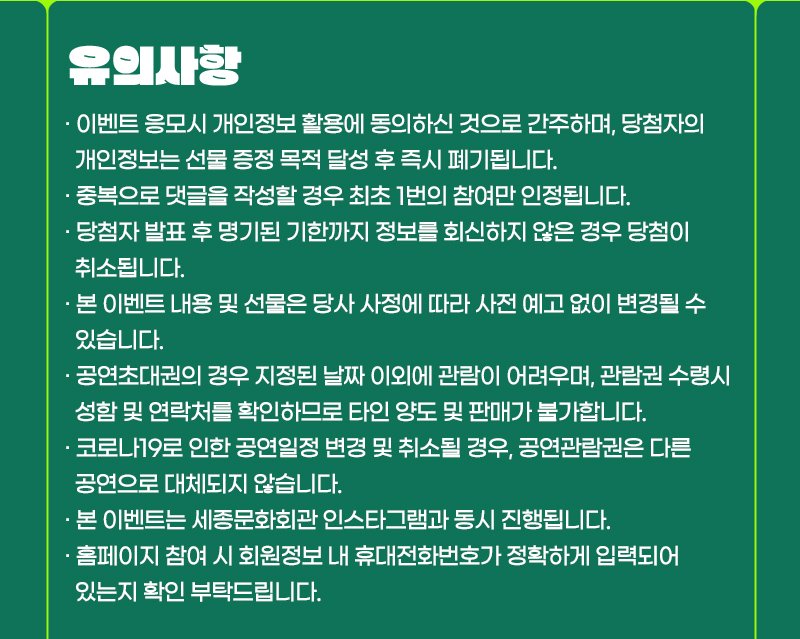 유의사항
· 이벤트 응모시 개인정보 활용에 동의하신 것으로 간주하며, 당첨자의
개인정보는 선물 증정 목적 달성 후 즉시 폐기됩니다.
· 중복으로 댓글을 작성할 경우 최초 1번의 참여만 인정됩니다.
· 당첨자 발표 후 명기된 기한까지 정보를 회신하지 않은 경우 당첨이
취소됩니다.
· 본 이벤트 내용 및 선물은 당사 사정에 따라 사전 예고 없이 변경될 수
있습니다.
· 공연초대권의 경우 지정된 날짜 이외에 관람이 어려우며, 관람권 수령시
성함 및 연락처를 확인하므로 타인 양도 및 판매가 불가합니다.
· 코로나19로 인한 공연일정 변경 및 취소될 경우, 공연관람권은 다른
공연으로 대체되지 않습니다.
· 본 이벤트는 세종문화회관 인스타그램과 동시 진행됩니다.
· 홈페이지 참여 시 회원정보 내 휴대전화번호가 정확하게 입력되어
있는지 확인 부탁드립니다.